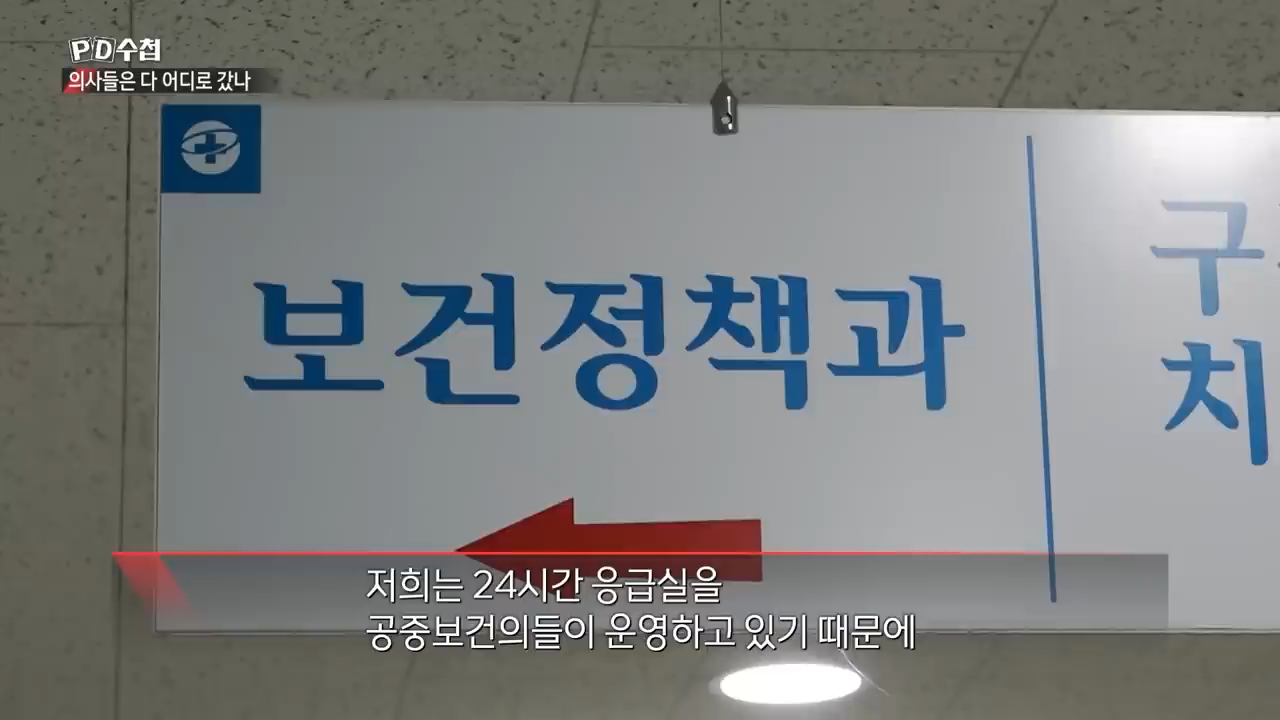 PD수첩
의사들은 다 어디로 갔나
보건정책과
구
치
저희는 24시간 응급실을
공중보건의들이 운영하고 있기 때문에